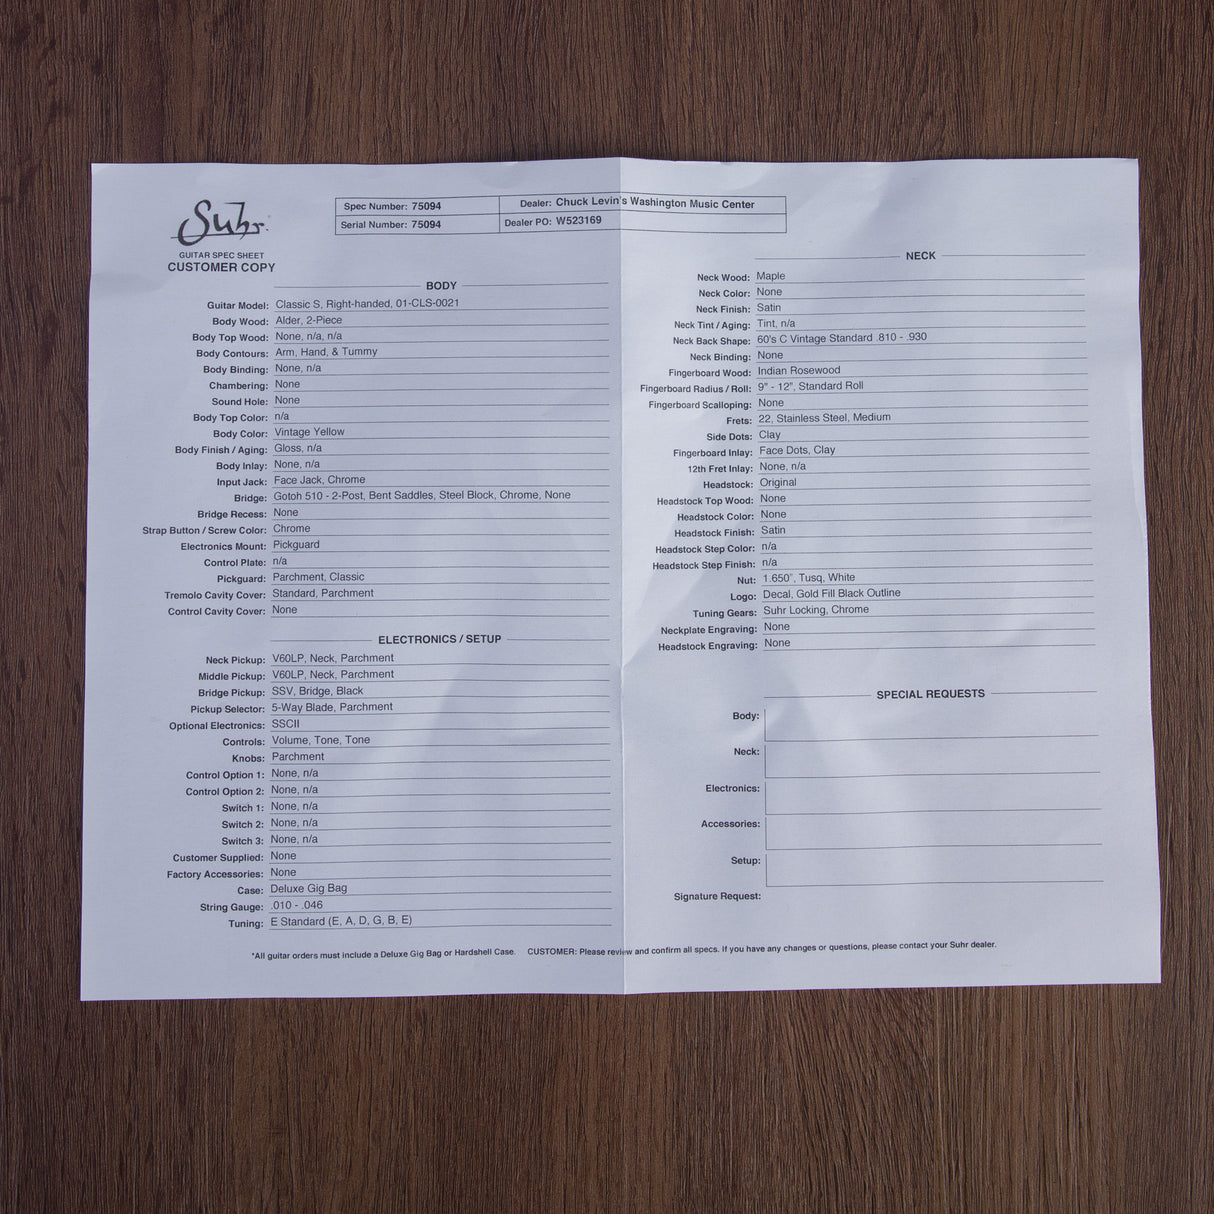 Suhr
GUITAR SPEC SHEET
CUSTOMER COPY
Spec Number: 75094
Dealer: Chuck Levin's Washington Music Center
Serial Number: 75094
Dealer PO: W523169
BODY
Guitar Model: Classic S, Right-handed, 01-CLS-0021
Body Wood: Alder, 2-Piece
Body Top Wood: None, n/a, n/a
Body Contours: Arm, Hand, & Tummy
Body Binding: None, n/a
Chambering: None
Sound Hole: None
Body Top Color: n/a
Body Color: Vintage Yellow
Body Finish / Aging: Gloss, n/a
Body Inlay: None, n/a
Input Jack: Face Jack, Chrome
Bridge: Gotoh 510 - 2-Post, Bent Saddles, Steel Block, Chrome, None
Bridge Recess: None
Strap Button / Screw Color: Chrome
Electronics Mount: Pickguard
Control Plate: n/a
Pickguard: Parchment, Classic
Tremolo Cavity Cover: Standard, Parchment
Control Cavity Cover: None
ELECTRONICS / SETUP
Neck Pickup: V60LP, Neck, Parchment
Middle Pickup: V60LP, Neck, Parchment
Bridge Pickup: SSV, Bridge, Black
Pickup Selector: 5-Way Blade, Parchment
Optional Electronics: SSCII
Controls: Volume, Tone, Tone
Knobs: Parchment
Control Option 1: None, n/a
Control Option 2: None, n/a
Switch 1: None, n/a
Switch 2: None, n/a
Switch 3: None, n/a
Customer Supplied: None
Factory Accessories: None
Case: Deluxe Gig Bag
String Gauge: .010 - .046
Tuning: E Standard (E, A, D, G, B, E)
NECK
Neck Wood: Maple
Neck Color: None
Neck Finish: Satin
Neck Tint / Aging: Tint, n/a
Neck Back Shape: 60's C Vintage Standard .810 - .930
Neck Binding: None
Fingerboard Wood: Indian Rosewood
Fingerboard Radius / Roll: 9" - 12", Standard Roll
Fingerboard Scalloping: None
Frets: 22, Stainless Steel, Medium
Side Dots: Clay
Fingerboard Inlay: Face Dots, Clay
12th Fret Inlay: None, n/a
Headstock: Original
Headstock Top Wood: None
Headstock Color: None
Headstock Finish: Satin
Headstock Step Color: n/a
Headstock Step Finish: n/a
Nut: 1.650", Tusq, White
Logo: Decal, Gold Fill Black Outline
Tuning Gears: Suhr Locking, Chrome
Neckplate Engraving: None
Headstock Engraving: None
SPECIAL REQUESTS
Body:
Neck:
Electronics:
Accessories:
Setup:
Signature Request:
*All guitar orders must include a Deluxe Gig Bag or Hardshell Case. CUSTOMER: Please review and confirm all specs. If you have any changes or questions, please contact your Suhr dealer.